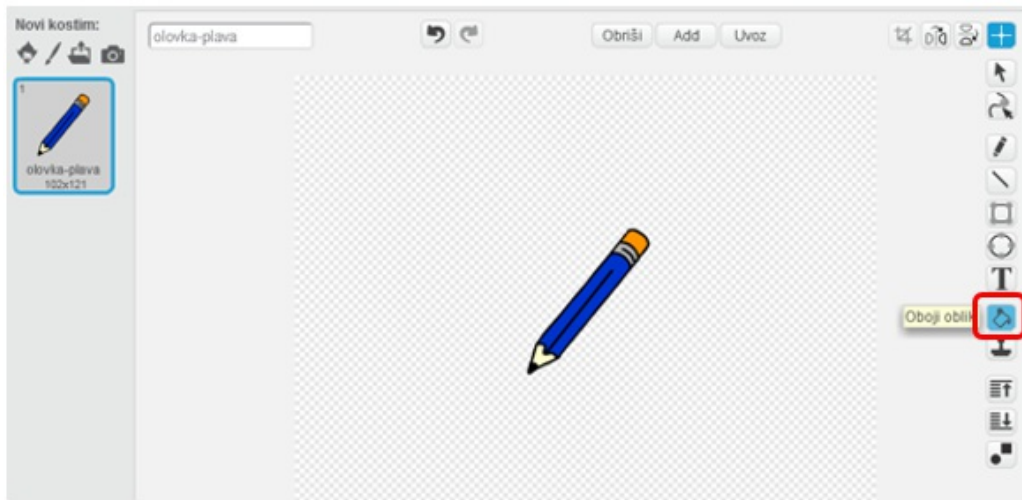 Novi kostim:
olovka-plava
Obriši Add Uvoz
1
olovka-plava
102x121
T
Oboji oblik